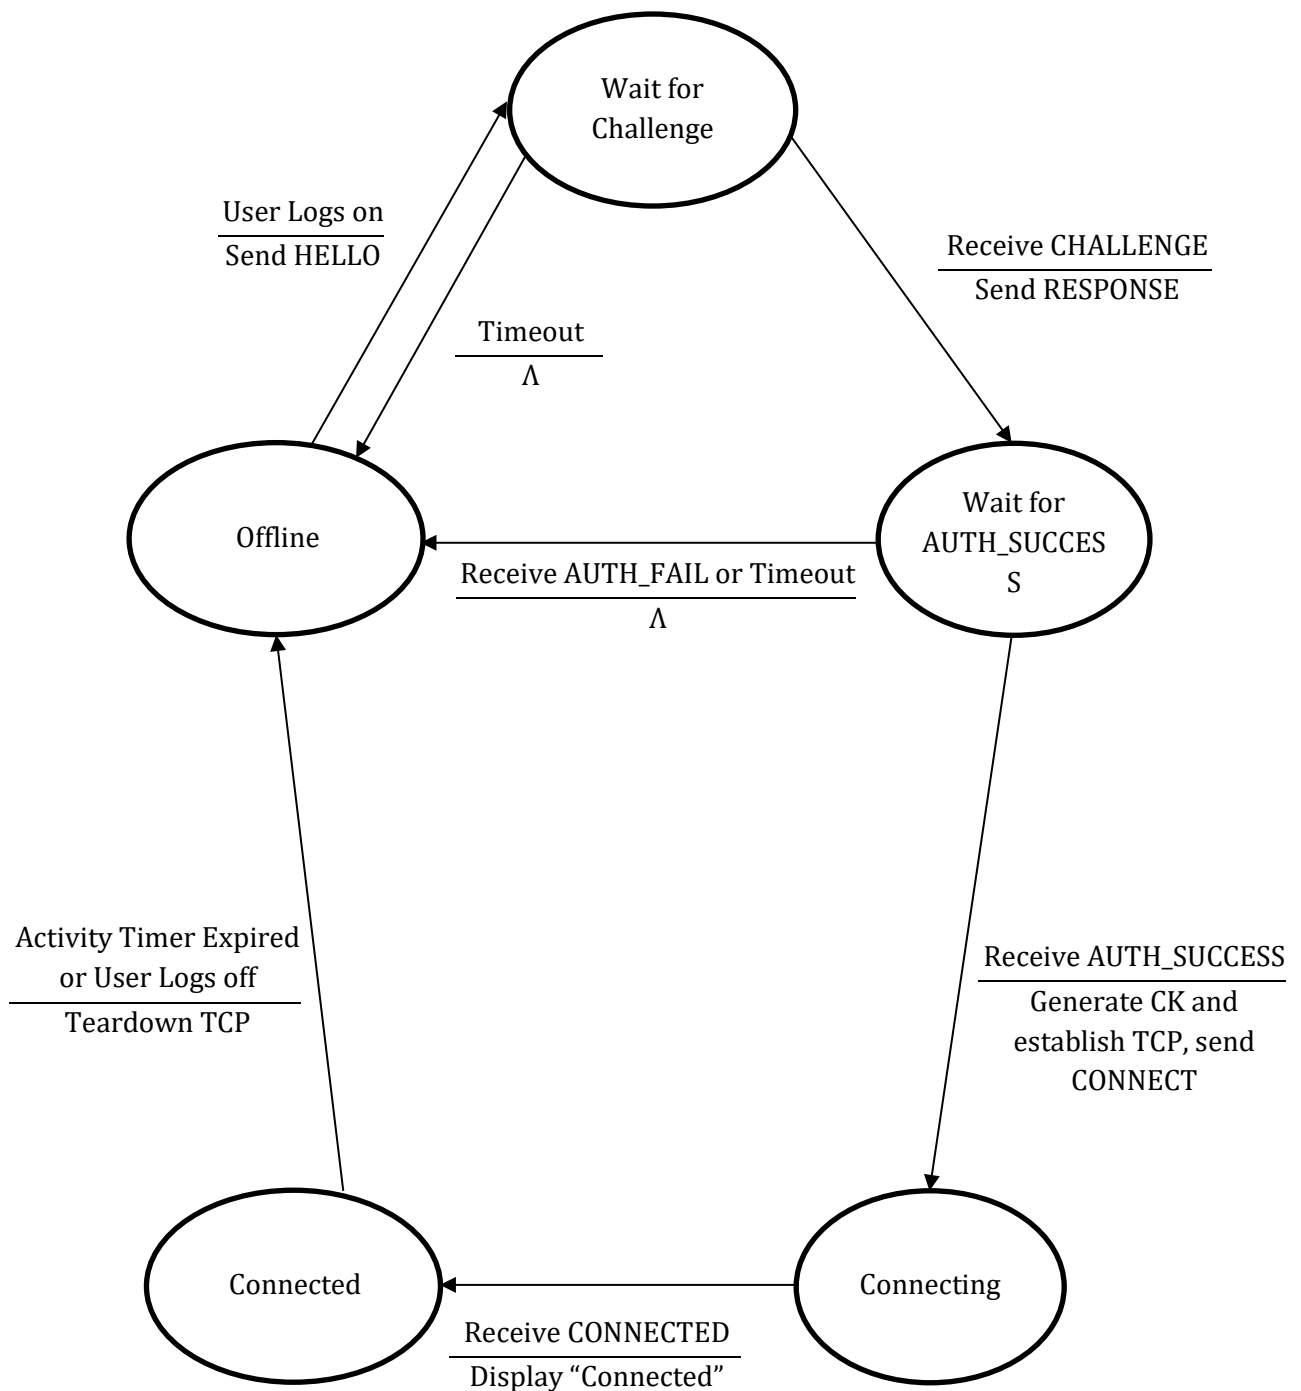 Wait for
Challenge
User Logs on
Send HELLO
Receive CHALLENGE
Send RESPONSE
Timeout
Λ
Offline
Wait for
AUTH_SUCCES
S
Receive AUTH_FAIL or Timeout
Λ
Activity Timer Expired
or User Logs off
Teardown TCP
Receive AUTH_SUCCESS
Generate CK and
establish TCP, send
CONNECT
Connected
Connecting
Receive CONNECTED
Display “Connected”